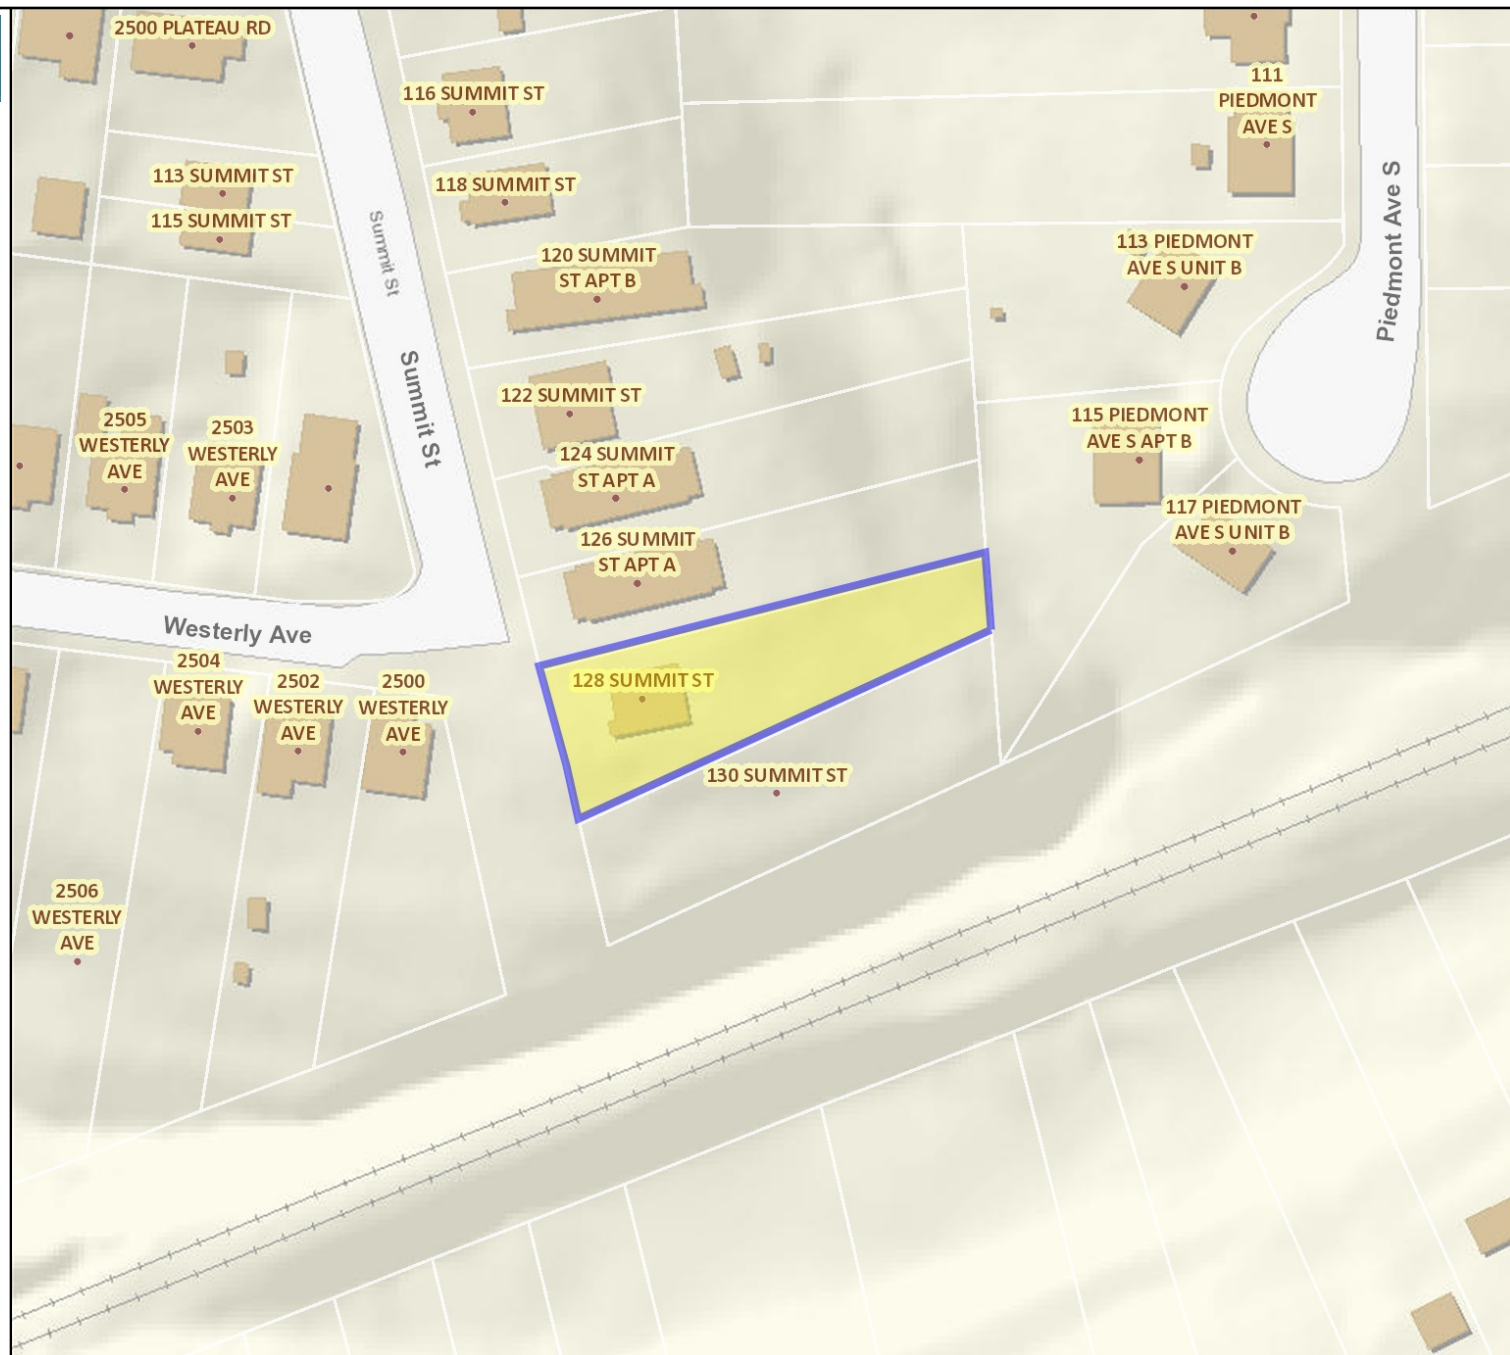 2500 PLATEAU RD
116 SUMMIT ST
111
PIEDMONT
AVE S
113 SUMMIT ST
118 SUMMIT ST
115 SUMMIT ST
Summit St
120 SUMMIT
ST APT B
113 PIEDMONT
AVE S UNIT B
Piedmont Ave S
Summit St
122 SUMMIT ST
2505
WESTERLY
AVE
2503
WESTERLY
AVE
115 PIEDMONT
AVE S APT B
124 SUMMIT
ST APT A
117 PIEDMONT
AVE S UNIT B
126 SUMMIT
ST APT A
Westerly Ave
2504
WESTERLY
AVE
2502
WESTERLY
AVE
2500
WESTERLY
AVE
128 SUMMIT ST
130 SUMMIT ST
2506
WESTERLY
AVE